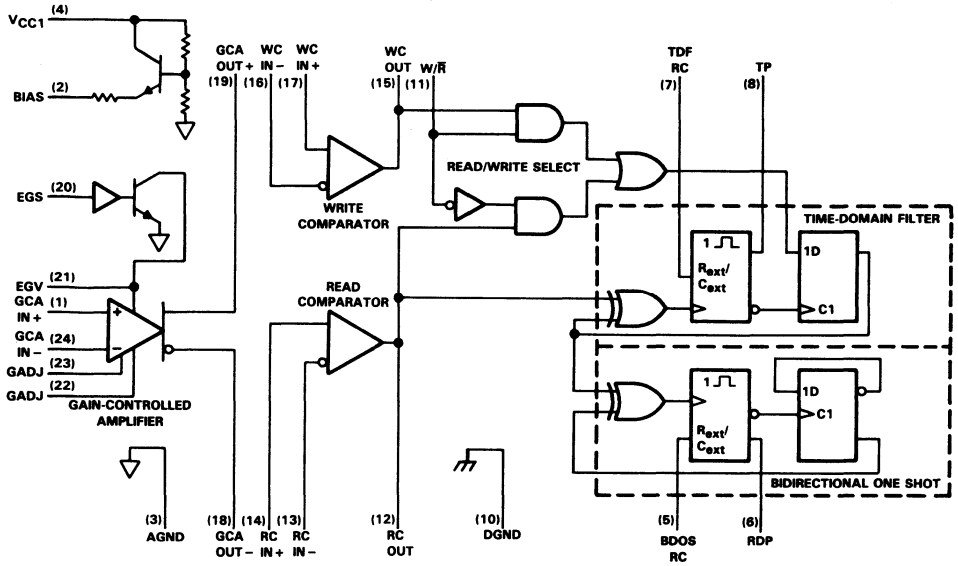 VCC1 (4)
BIAS (2)
EGS (20)
EGV (21)
GCA (1)
IN +
GCA (24)
IN −
GADJ (23)
GADJ (22)
GAIN-CONTROLLED
AMPLIFIER
GCA
OUT +
(19)
WC
IN −
(16)
WC
IN +
(17)
WC
OUT
(15)
W/R̅
(11)
TDF
RC
(7)
TP
(8)
WRITE
COMPARATOR
READ/WRITE SELECT
READ
COMPARATOR
TIME-DOMAIN FILTER
1
Rext/
Cext
1D
C1
+
−
1
Rext/
Cext
1D
C1
BIDIRECTIONAL ONE SHOT
(3)
AGND
(18)
GCA
OUT −
(14)
RC
IN +
(13)
RC
IN −
(12)
RC
OUT
(10)
DGND
(5)
BDOS
RC
(6)
RDP